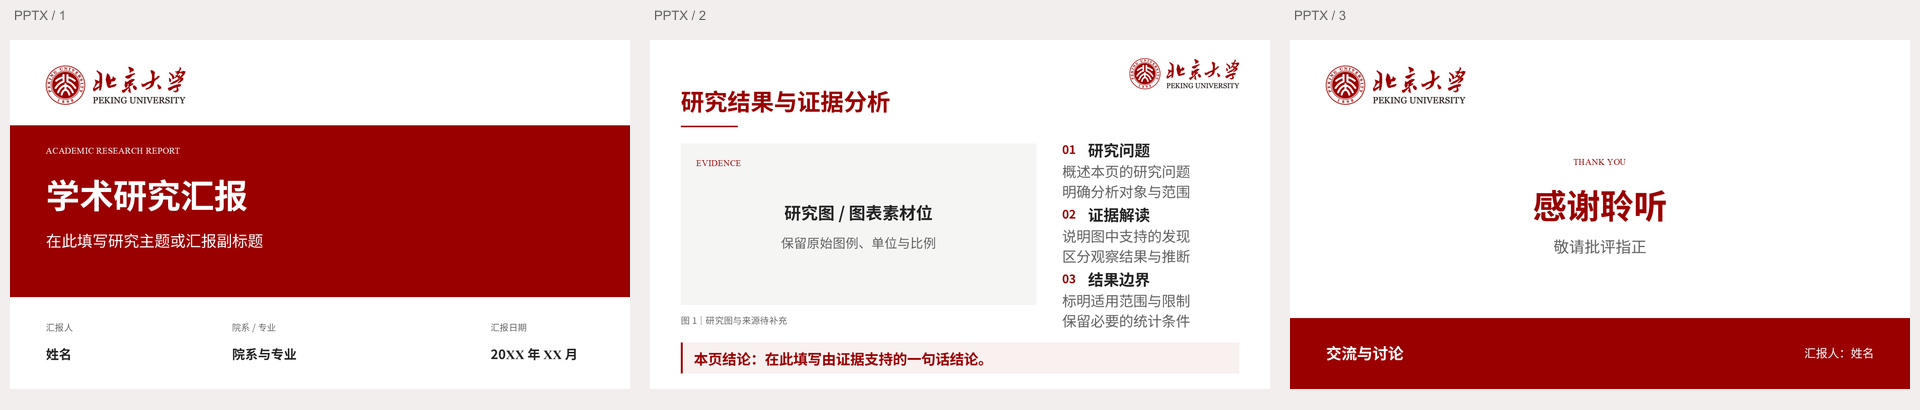 PPTX / 1
北京大学
PEKING UNIVERSITY
ACADEMIC RESEARCH REPORT
学术研究汇报
在此填写研究主题或汇报副标题
汇报人
院系 / 专业
汇报日期
姓名
院系与专业
20XX 年 XX 月
PPTX / 2
北京大学
PEKING UNIVERSITY
研究结果与证据分析
EVIDENCE
研究图 / 图表素材位
保留原始图例、单位与比例
图 1｜研究图与来源待补充
01 研究问题
概述本页的研究问题
明确分析对象与范围
02 证据解读
说明图中支持的发现
区分观察结果与推断
03 结果边界
标明适用范围与限制
保留必要的统计条件
本页结论：在此填写由证据支持的一句话结论。
PPTX / 3
北京大学
PEKING UNIVERSITY
THANK YOU
感谢聆听
敬请批评指正
交流与讨论
汇报人：姓名